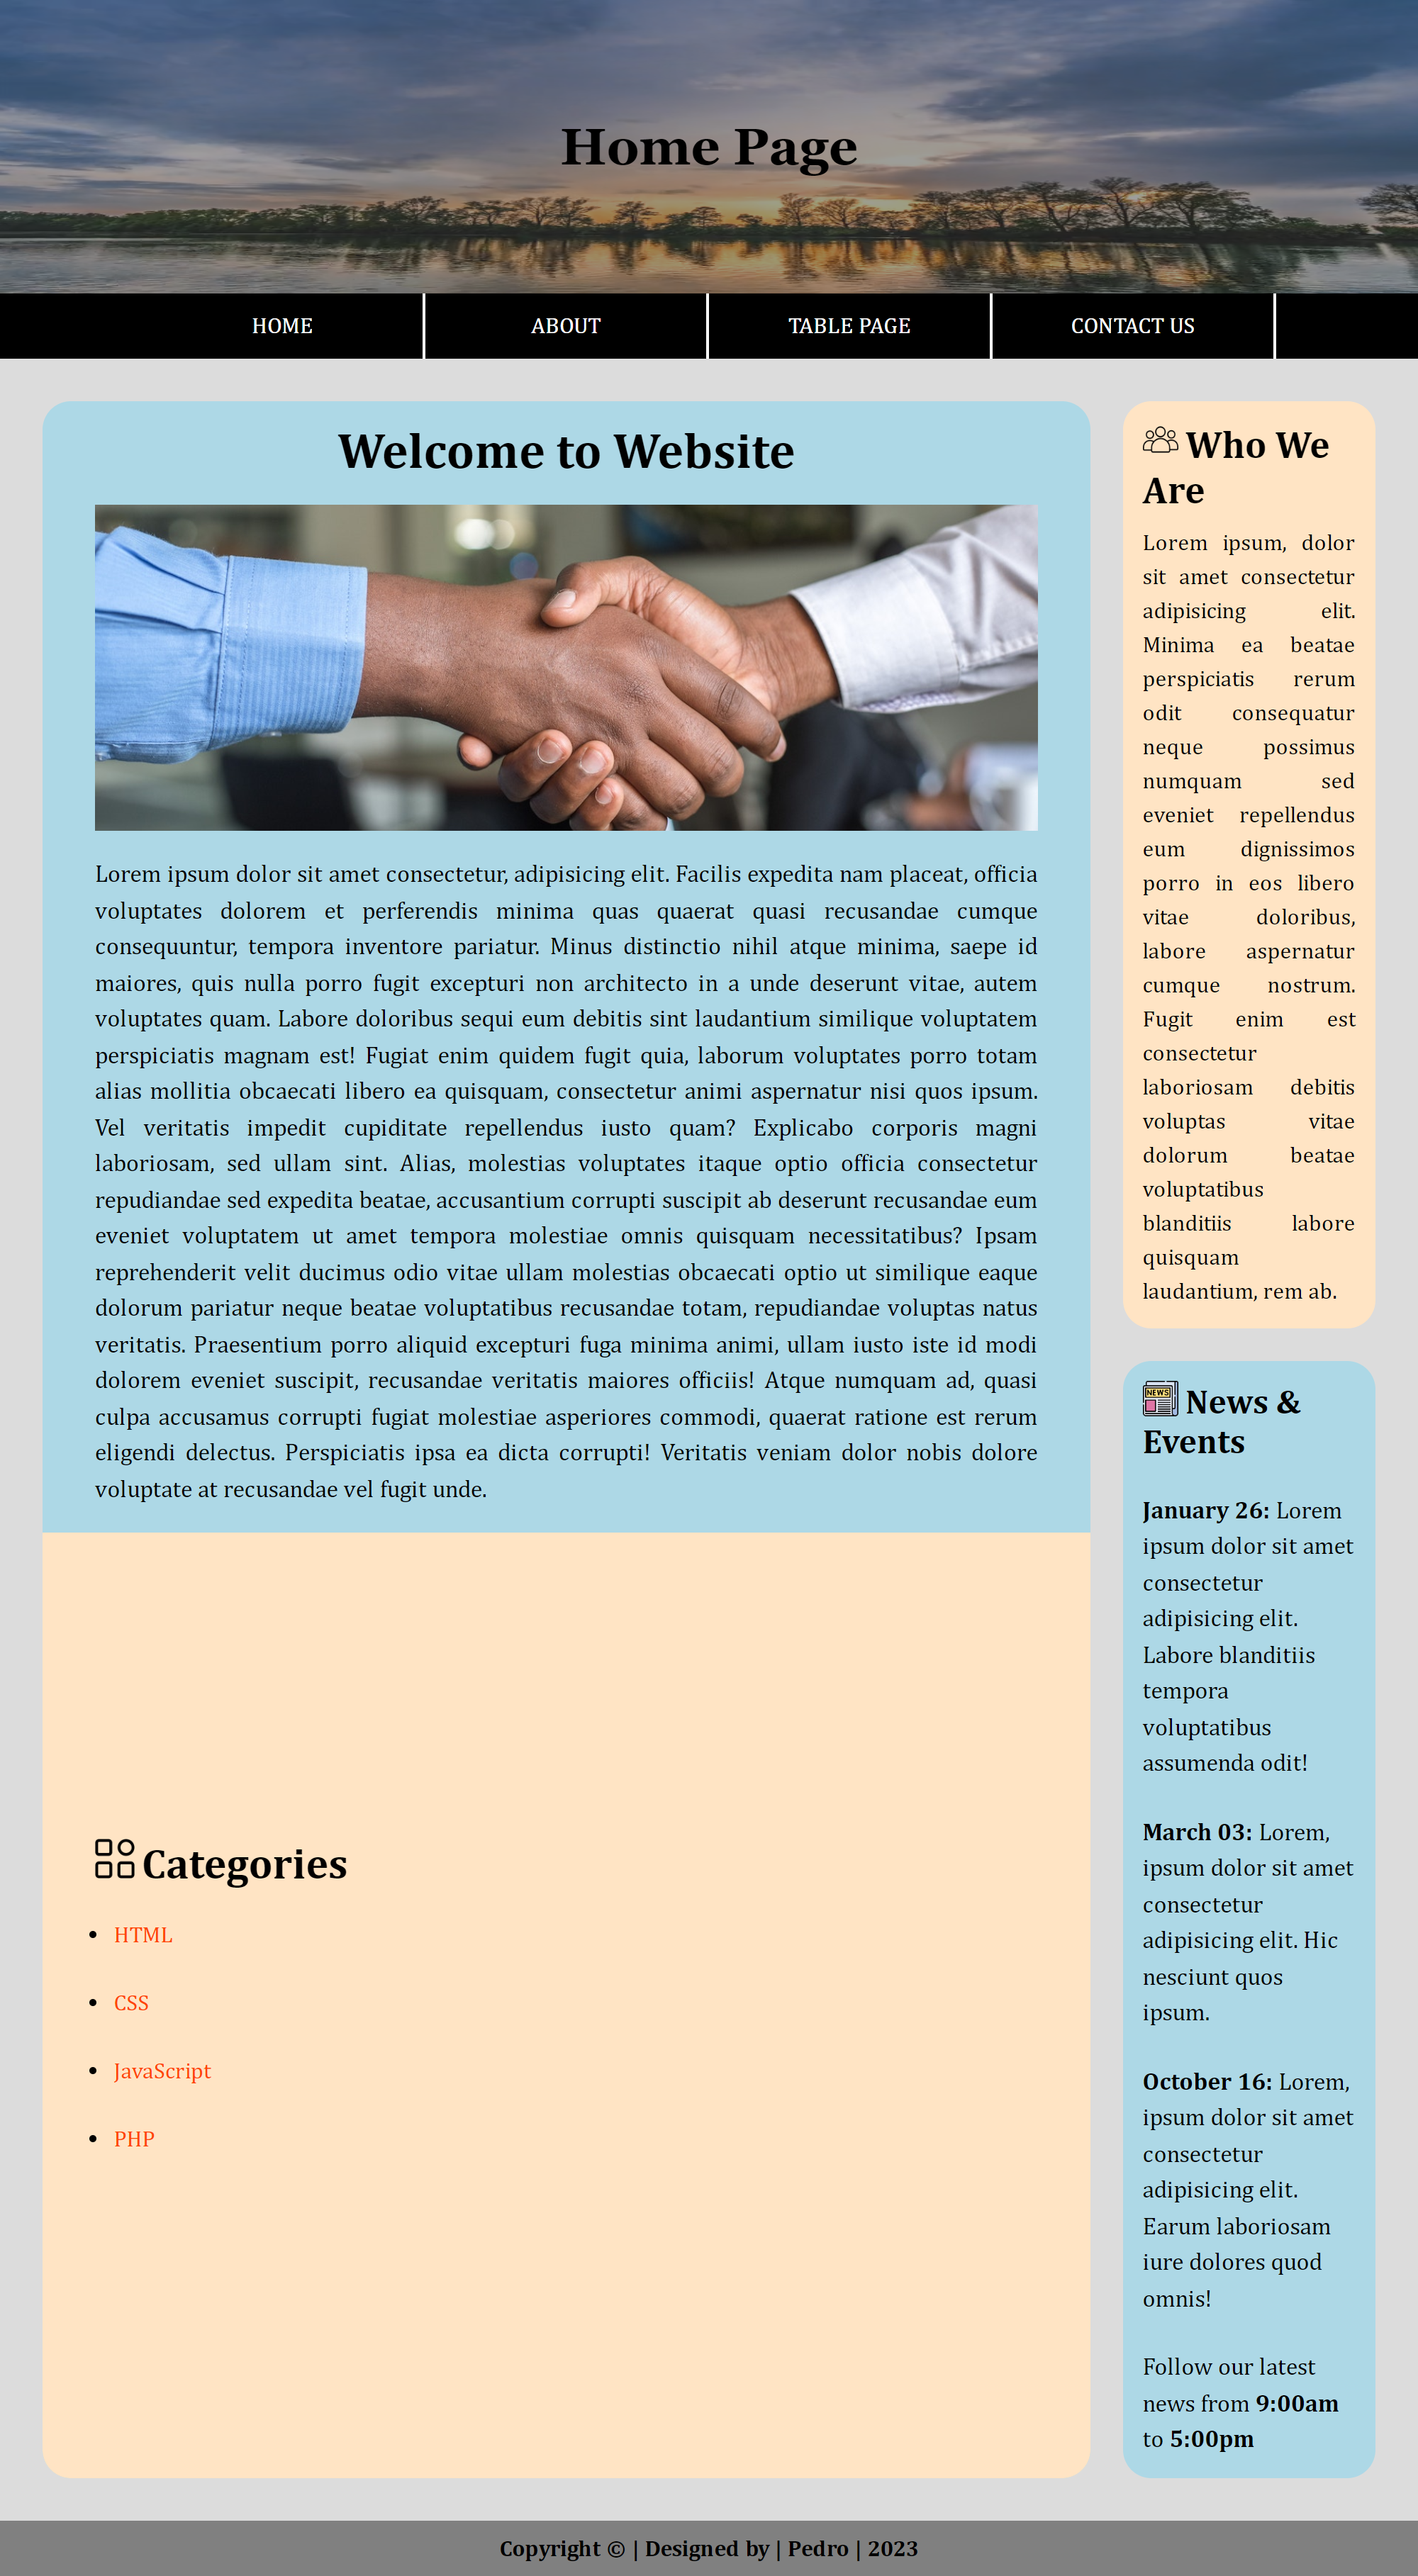 Home Page
HOME
ABOUT
TABLE PAGE
CONTACT US
Welcome to Website
Lorem ipsum dolor sit amet consectetur, adipisicing elit. Facilis expedita nam placeat, officia
voluptates dolorem et perferendis minima quas quaerat quasi recusandae cumque
consequuntur, tempora inventore pariatur. Minus distinctio nihil atque minima, saepe id
maiores, quis nulla porro fugit excepturi non architecto in a unde deserunt vitae, autem
voluptates quam. Labore doloribus sequi eum debitis sint laudantium similique voluptatem
perspiciatis magnam est! Fugiat enim quidem fugit quia, laborum voluptates porro totam
alias mollitia obcaecati libero ea quisquam, consectetur animi aspernatur nisi quos ipsum.
Vel veritatis impedit cupiditate repellendus iusto quam? Explicabo corporis magni
laboriosam, sed ullam sint. Alias, molestias voluptates itaque optio officia consectetur
repudiandae sed expedita beatae, accusantium corrupti suscipit ab deserunt recusandae eum
eveniet voluptatem ut amet tempora molestiae omnis quisquam necessitatibus? Ipsam
reprehenderit velit ducimus odio vitae ullam molestias obcaecati optio ut similique eaque
dolorum pariatur neque beatae voluptatibus recusandae totam, repudiandae voluptas natus
veritatis. Praesentium porro aliquid excepturi fuga minima animi, ullam iusto iste id modi
dolorem eveniet suscipit, recusandae veritatis maiores officiis! Atque numquam ad, quasi
culpa accusamus corrupti fugiat molestiae asperiores commodi, quaerat ratione est rerum
eligendi delectus. Perspiciatis ipsa ea dicta corrupti! Veritatis veniam dolor nobis dolore
voluptate at recusandae vel fugit unde.
Categories
• HTML
• CSS
• JavaScript
• PHP
Who We
Are
Lorem ipsum, dolor
sit amet consectetur
adipisicing elit.
Minima ea beatae
perspiciatis rerum
odit consequatur
neque possimus
numquam sed
eveniet repellendus
eum dignissimos
porro in eos libero
vitae doloribus,
labore aspernatur
cumque nostrum.
Fugit enim est
consectetur
laboriosam debitis
voluptas vitae
dolorum beatae
voluptatibus
blanditiis labore
quisquam
laudantium, rem ab.
NEWS
News &
Events
January 26: Lorem
ipsum dolor sit amet
consectetur
adipisicing elit.
Labore blanditiis
tempora
voluptatibus
assumenda odit!
March 03: Lorem,
ipsum dolor sit amet
consectetur
adipisicing elit. Hic
nesciunt quos
ipsum.
October 16: Lorem,
ipsum dolor sit amet
consectetur
adipisicing elit.
Earum laboriosam
iure dolores quod
omnis!
Follow our latest
news from 9:00am
to 5:00pm
Copyright © | Designed by | Pedro | 2023